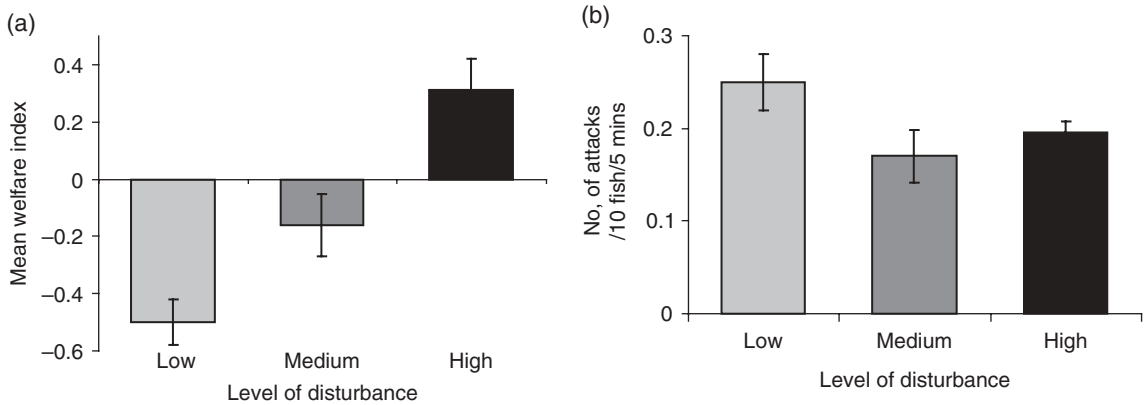 (a)
Mean welfare index
0.4
0.2
0
−0.2
−0.4
−0.6
Low Medium High
Level of disturbance
(b)
No, of attacks
/10 fish/5 mins
0.3
0.2
0.1
0
Low Medium High
Level of disturbance